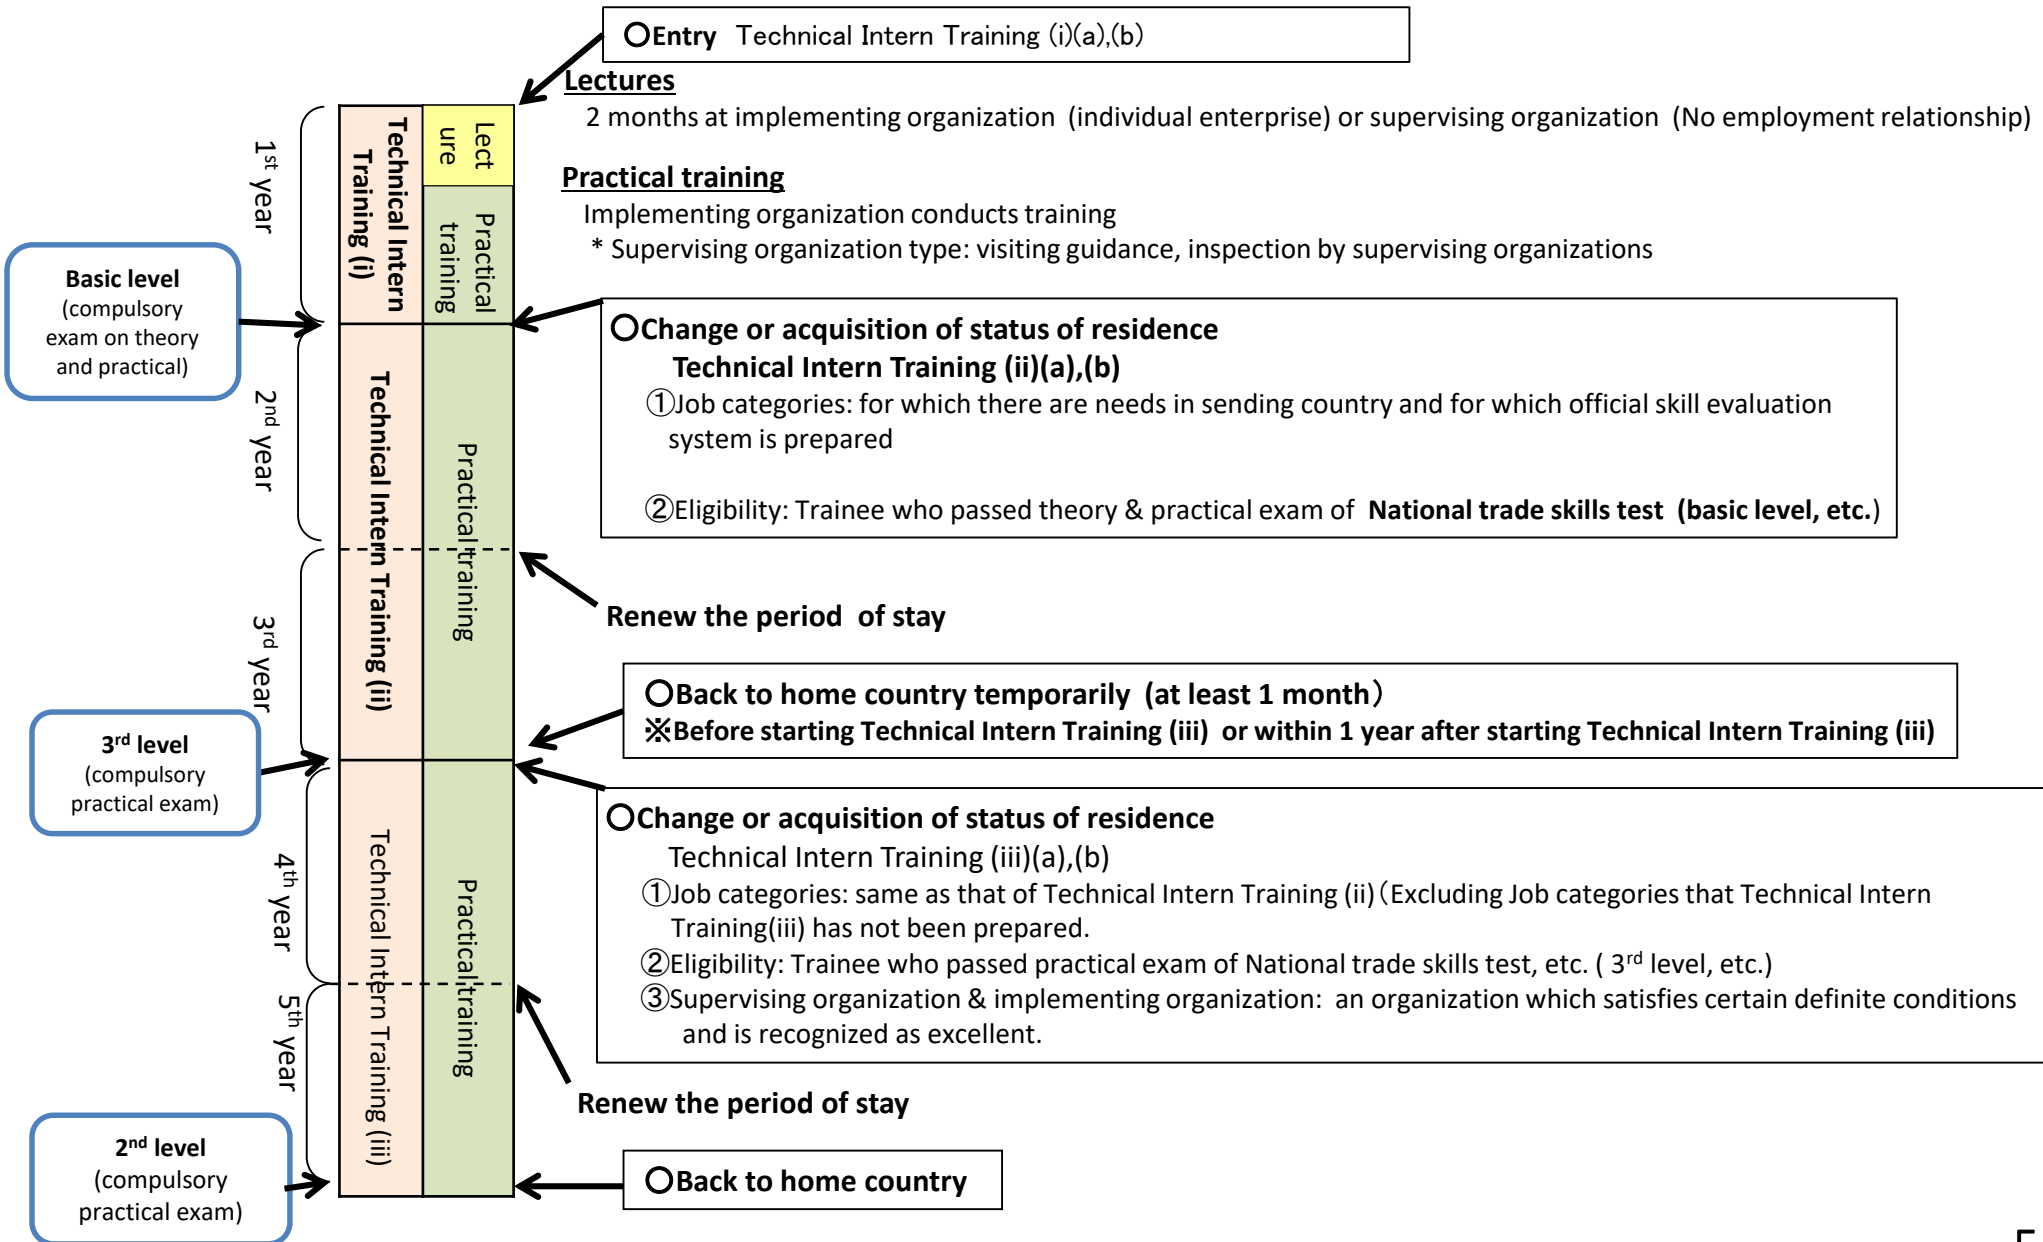 ○Entry Technical Intern Training (i)(a),(b)
Lectures
2 months at implementing organization (individual enterprise) or supervising organization (No employment relationship)
Practical training
Implementing organization conducts training
* Supervising organization type: visiting guidance, inspection by supervising organizations
1st year
Technical Intern
Training (i)
Lect
ure
Practical
training
Basic level
(compulsory
exam on theory
and practical)
○Change or acquisition of status of residence
Technical Intern Training (ii)(a),(b)
①Job categories: for which there are needs in sending country and for which official skill evaluation
system is prepared
②Eligibility: Trainee who passed theory & practical exam of National trade skills test (basic level, etc.)
2nd year
Technical Intern Training (ii)
Practical training
Renew the period of stay
3rd year
○Back to home country temporarily (at least 1 month)
※Before starting Technical Intern Training (iii) or within 1 year after starting Technical Intern Training (iii)
3rd level
(compulsory
practical exam)
○Change or acquisition of status of residence
Technical Intern Training (iii)(a),(b)
①Job categories: same as that of Technical Intern Training (ii)(Excluding Job categories that Technical Intern
Training(iii) has not been prepared.
②Eligibility: Trainee who passed practical exam of National trade skills test, etc. ( 3rd level, etc.)
③Supervising organization & implementing organization: an organization which satisfies certain definite conditions
and is recognized as excellent.
4th year
Technical Intern Training (iii)
Practical training
5th year
Renew the period of stay
2nd level
(compulsory
practical exam)
○Back to home country